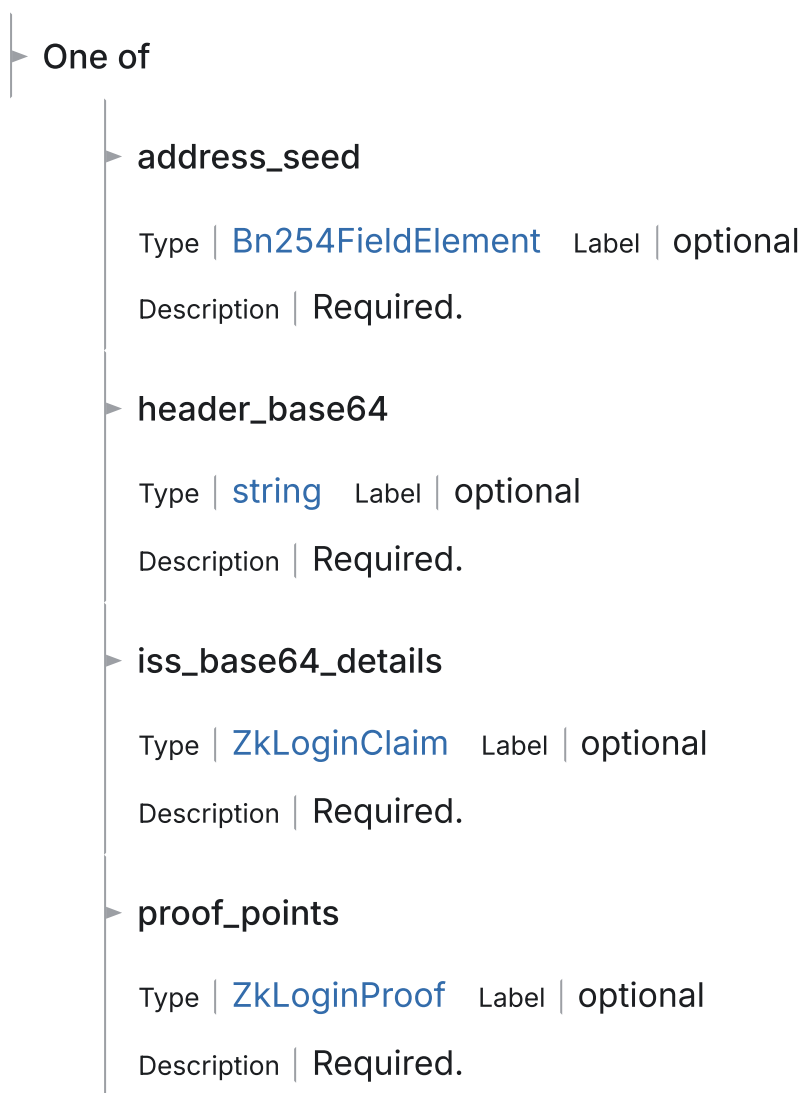 One of
address_seed
Type Bn254FieldElement Label optional
Description Required.
header_base64
Type string Label optional
Description Required.
iss_base64_details
Type ZkLoginClaim Label optional
Description Required.
proof_points
Type ZkLoginProof Label optional
Description Required.